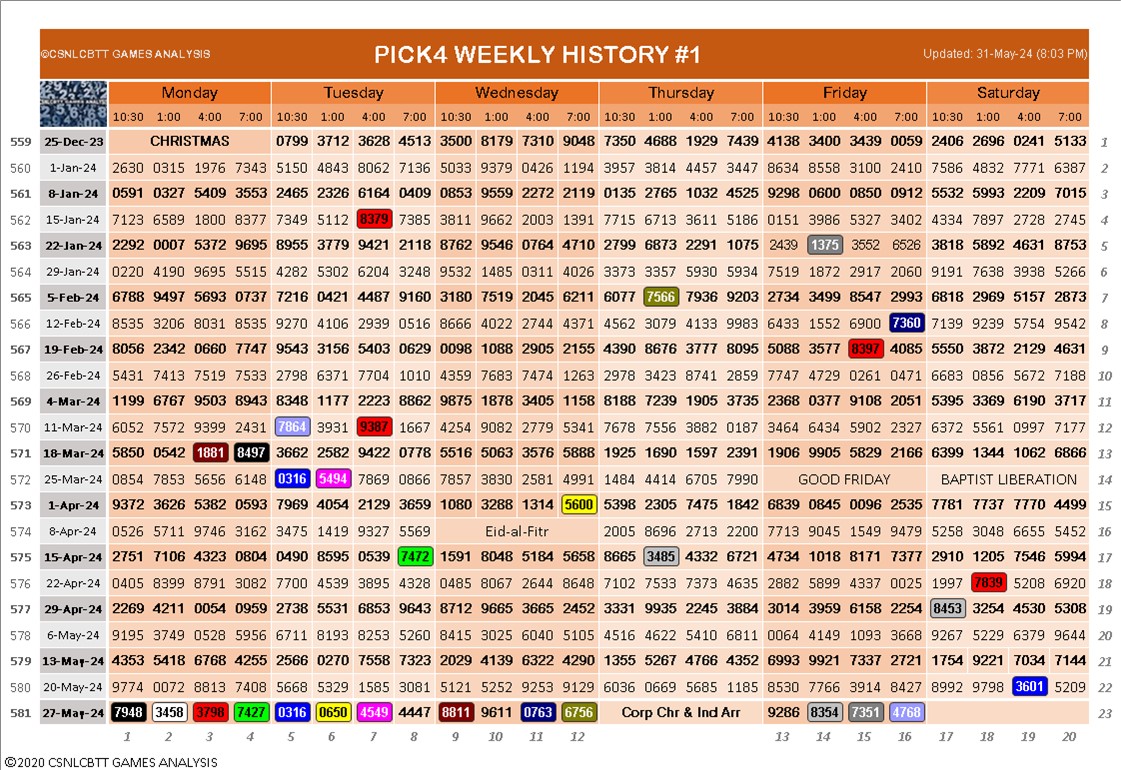 ©CSNLCBTT GAMES ANALYSIS PICK4 WEEKLY HISTORY #1 Updated: 31-May-24 (8:03 PM)
Monday Tuesday Wednesday Thursday Friday Saturday
10:30 1:00 4:00 7:00 10:30 1:00 4:00 7:00 10:30 1:00 4:00 7:00 10:30 1:00 4:00 7:00 10:30 1:00 4:00 7:00 10:30 1:00 4:00 7:00
559 25-Dec-23 CHRISTMAS 0799 3712 3628 4513 3500 8179 7310 9048 7350 4688 1929 7439 4138 3400 3439 0059 2406 2696 0241 5133 1
560 1-Jan-24 2630 0315 1976 7343 5150 4843 8062 7136 5033 9379 0426 1194 3957 3814 4457 3447 8634 8558 3100 2410 7586 4832 7771 6387 2
561 8-Jan-24 0591 0327 5409 3553 2465 2326 6164 0409 0853 9559 2272 2119 0135 2765 1032 4525 9298 0600 0850 0912 5532 5993 2209 7015 3
562 15-Jan-24 7123 6589 1800 8377 7349 5112 8379 7385 3811 9662 2003 1391 7715 6713 3611 5186 0151 3986 5327 3402 4334 7897 2728 2745 4
563 22-Jan-24 2292 0007 5372 9695 8955 3779 9421 2118 8762 9546 0764 4710 2799 6873 2291 1075 2439 1375 3552 6526 3818 5892 4631 8753 5
564 29-Jan-24 0220 4190 9695 5515 4282 5302 6204 3248 9532 1485 0311 4026 3373 3357 5930 5934 7519 1872 2917 2060 9191 7638 3938 5266 6
565 5-Feb-24 6788 9497 5693 0737 7216 0421 4487 9160 3180 7519 2045 6211 6077 7566 7936 9203 2734 3499 8547 2993 6818 2969 5157 2873 7
566 12-Feb-24 8535 3206 8031 8535 9270 4106 2939 0516 8666 4022 2744 4371 4562 3079 4133 9983 6433 1552 6900 7360 7139 9239 5754 9542 8
567 19-Feb-24 8056 2342 0660 7747 9543 3156 5403 0629 0098 1088 2905 2155 4390 8676 3777 8095 5088 3577 8397 4085 5550 3872 2129 4631 9
568 26-Feb-24 5431 7413 7519 7533 2798 6371 7704 1010 4359 7683 7474 1263 2978 3423 8741 2859 7747 4729 0261 0471 6683 0856 5672 7188 10
569 4-Mar-24 1199 6767 9503 8943 8348 1177 2223 8862 9875 1878 3405 1158 8188 7239 1905 3735 2368 0377 9108 2051 5395 3369 6190 3717 11
570 11-Mar-24 6052 7572 9399 2431 7864 3931 9387 1667 4254 9082 2779 5341 7678 7556 3882 0187 3464 6434 5902 2327 6372 5561 0997 7177 12
571 18-Mar-24 5850 0542 1881 8497 3662 2582 9422 0778 5516 5063 3576 5888 1925 1690 1597 2391 1906 9905 5829 2166 6399 1344 1062 6866 13
572 25-Mar-24 0854 7853 5656 6148 0316 5494 7869 0866 7857 3830 2581 4991 1484 4414 6705 7990 GOOD FRIDAY BAPTIST LIBERATION 14
573 1-Apr-24 9372 3626 5382 0593 7969 4054 2129 3659 1080 3288 1314 5600 5398 2305 7475 1842 6839 0845 0096 2535 7781 7737 7770 4499 15
574 8-Apr-24 0526 5711 9746 3162 3475 1419 9327 5569 Eid-al-Fitr 2005 8696 2713 2200 7713 9045 1549 9479 5258 3048 6655 5452 16
575 15-Apr-24 2751 7106 4323 0804 0490 8595 0539 7472 1591 8048 5184 5658 8665 3485 4332 6721 4734 1018 8171 7377 2910 1205 7546 5994 17
576 22-Apr-24 0405 8399 8791 3082 7700 4539 3895 4328 0485 8067 2644 8648 7102 7533 7373 4635 2882 5899 4337 0025 1997 7839 5208 6920 18
577 29-Apr-24 2269 4211 0054 0959 2738 5531 6853 9643 8712 9665 3665 2452 3331 9935 2245 3884 3014 3959 6158 2254 8453 3254 4530 5308 19
578 6-May-24 9195 3749 0528 5956 6711 8193 8253 5260 8415 3025 6040 5105 4516 4622 5410 6811 0064 4149 1093 3668 9267 5229 6379 9644 20
579 13-May-24 4353 5418 6768 4255 2566 0270 7558 7323 2029 4139 6322 4290 1355 5267 4766 4352 6993 9921 7337 2721 1754 9221 7034 7144 21
580 20-May-24 9774 0072 8813 7408 5668 5329 1585 3081 5121 5252 9253 9129 6036 0669 5685 1185 8530 7766 3914 8427 8992 9798 3601 5209 22
581 27-May-24 7948 3458 3798 7427 0316 0650 4549 4447 8811 9611 0763 6756 Corp Chr & Ind Arr 9286 8354 7351 4768 23
1 2 3 4 5 6 7 8 9 10 11 12 13 14 15 16 17 18 19 20
©2020 CSNLCBTT GAMES ANALYSIS